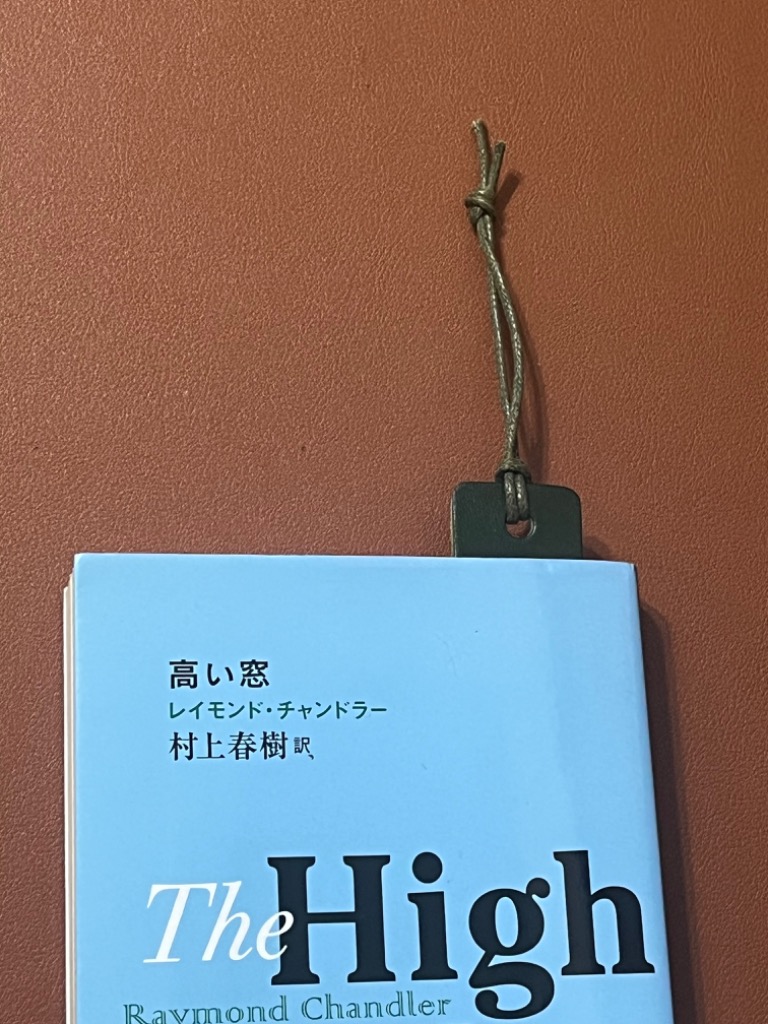 高い窓
レイモンド・チャンドラー
村上春樹 訳
The High
Raymond Chandler